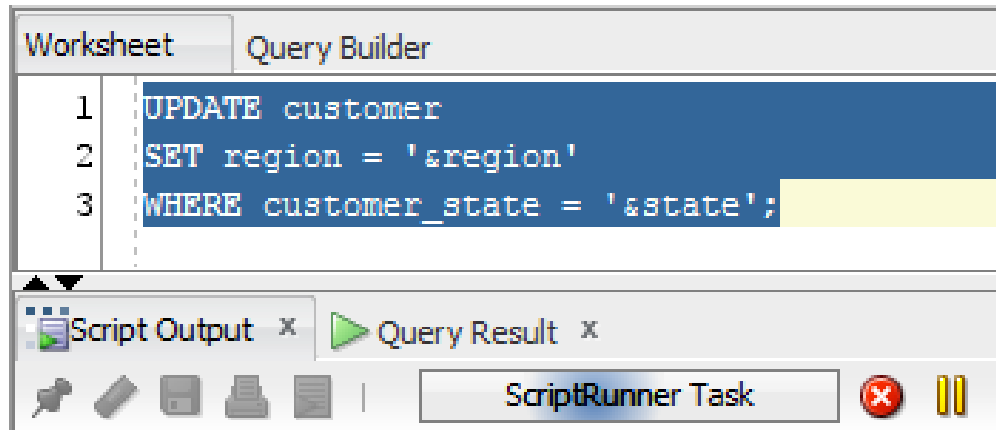 Worksheet Query Builder
1 UPDATE customer
2 SET region = '&region'
3 WHERE customer_state = '&state';
Script Output x Query Result x
ScriptRunner Task